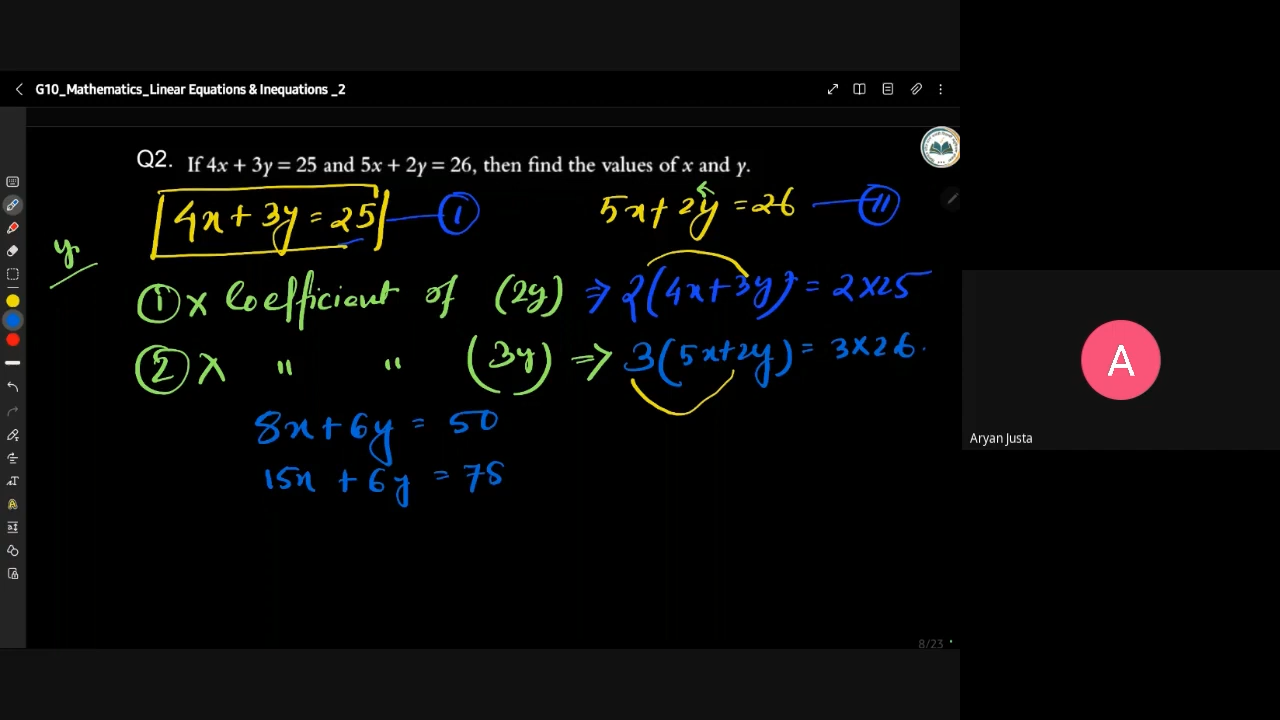 G10_Mathematics_Linear Equations & Inequations _2
Q2. If 4x + 3y = 25 and 5x + 2y = 26, then find the values of x and y.
4x + 3y = 25 — ① 5x + 2y = 26 — ⑪
y
① × Coefficient of (2y) ⇒ 2(4x+3y) = 2×25
② × " " (3y) ⇒ 3(5x+2y) = 3×26.
8x + 6y = 50
15x + 6y = 78
A
Aryan Justa
8/23